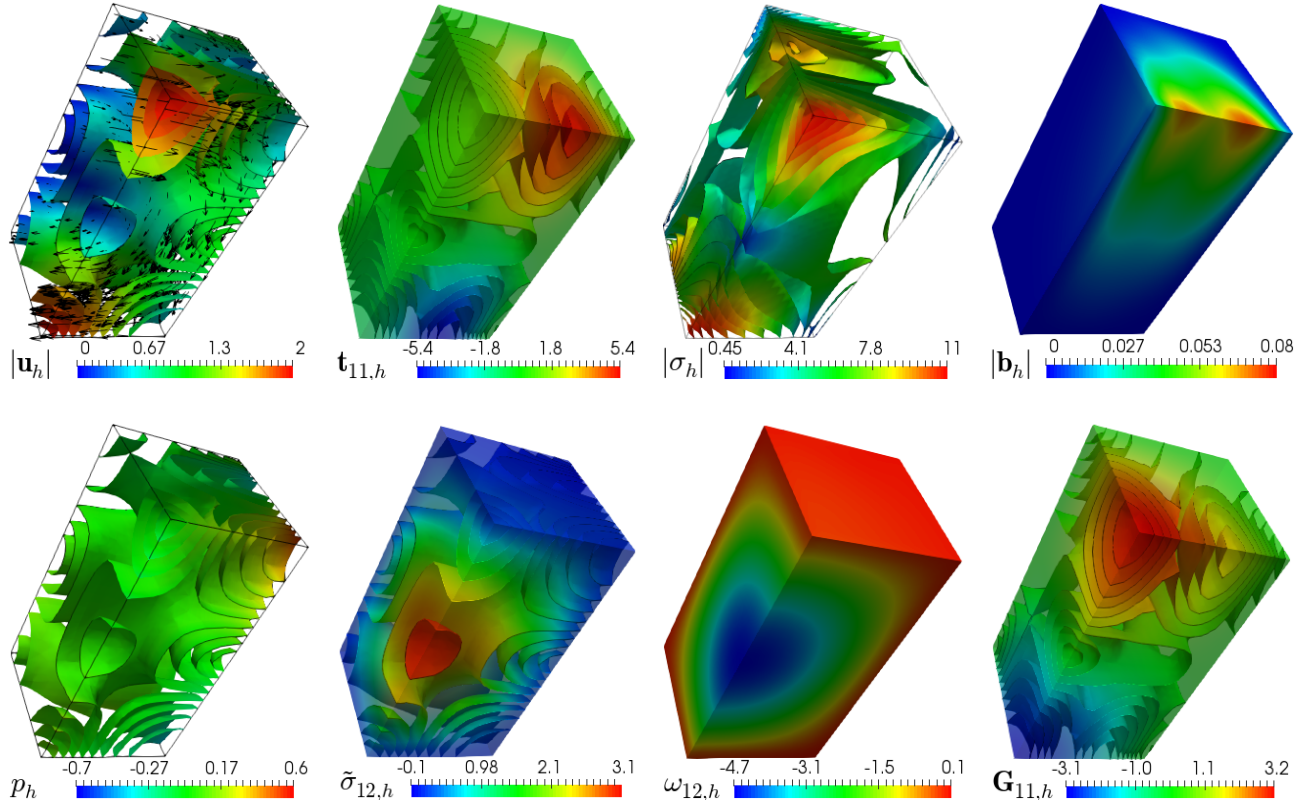 |u_h| 0 0.67 1.3 2
t_{11,h} -5.4 -1.8 1.8 5.4
|σ_h| 0.45 4.1 7.8 11
|b_h| 0 0.027 0.053 0.08
p_h -0.7 -0.27 0.17 0.6
σ̃_{12,h} -0.1 0.98 2.1 3.1
ω_{12,h} -4.7 -3.1 -1.5 0.1
G_{11,h} -3.1 -1.0 1.1 3.2